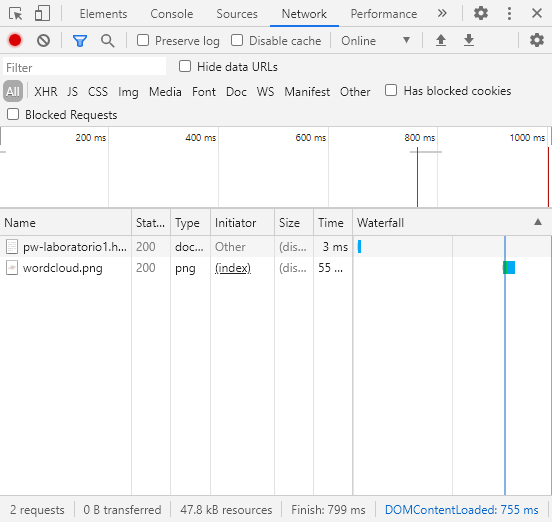 Elements Console Sources Network Performance »
Preserve log Disable cache Online
Filter Hide data URLs
All XHR JS CSS Img Media Font Doc WS Manifest Other Has blocked cookies
Blocked Requests
200 ms 400 ms 600 ms 800 ms 1000 ms
Name Stat... Type Initiator Size Time Waterfall
pw-laboratorio1.h... 200 doc... Other (dis... 3 ms
wordcloud.png 200 png (index) (dis... 55 ...
2 requests 0 B transferred 47.8 kB resources Finish: 799 ms DOMContentLoaded: 755 ms